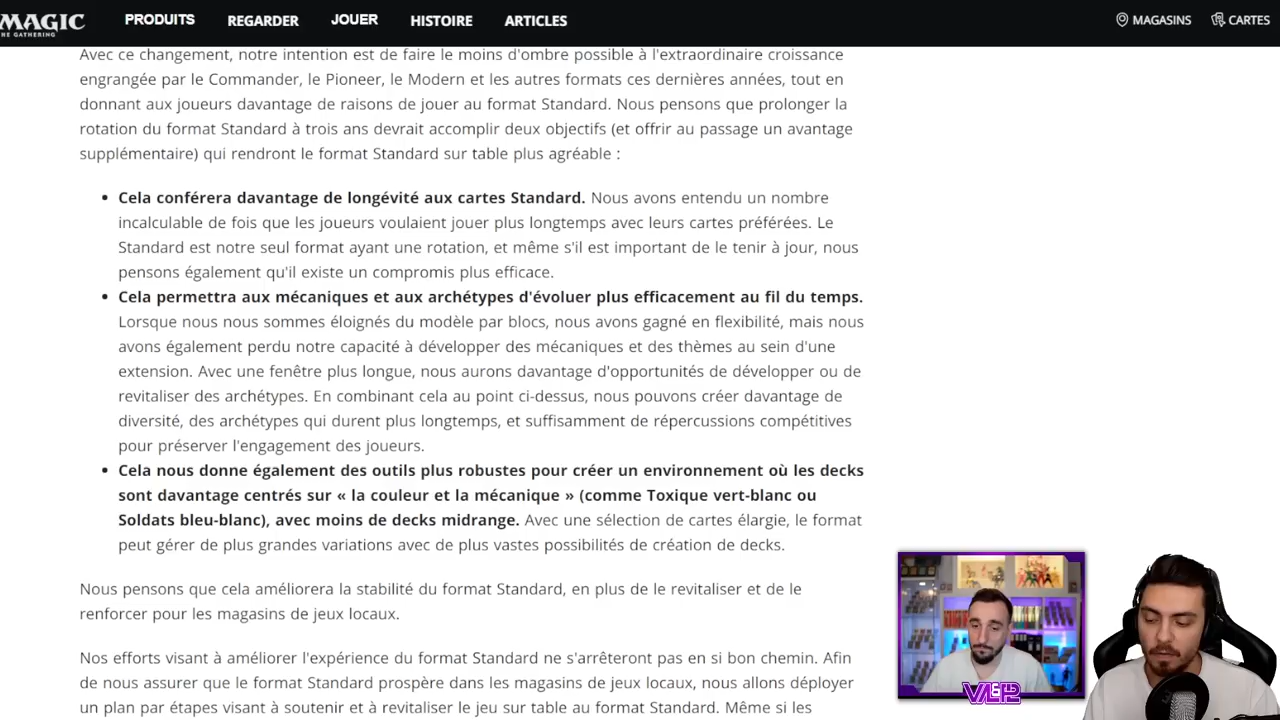 MAGIC
THE GATHERING
PRODUITS
REGARDER
JOUER
HISTOIRE
ARTICLES
MAGASINS
CARTES
Avec ce changement, notre intention est de faire le moins d'ombre possible à l'extraordinaire croissance
engrangée par le Commander, le Pioneer, le Modern et les autres formats ces dernières années, tout en
donnant aux joueurs davantage de raisons de jouer au format Standard. Nous pensons que prolonger la
rotation du format Standard à trois ans devrait accomplir deux objectifs (et offrir au passage un avantage
supplémentaire) qui rendront le format Standard sur table plus agréable :
• Cela conférera davantage de longévité aux cartes Standard. Nous avons entendu un nombre
incalculable de fois que les joueurs voulaient jouer plus longtemps avec leurs cartes préférées. Le
Standard est notre seul format ayant une rotation, et même s'il est important de le tenir à jour, nous
pensons également qu'il existe un compromis plus efficace.
• Cela permettra aux mécaniques et aux archétypes d'évoluer plus efficacement au fil du temps.
Lorsque nous nous sommes éloignés du modèle par blocs, nous avons gagné en flexibilité, mais nous
avons également perdu notre capacité à développer des mécaniques et des thèmes au sein d'une
extension. Avec une fenêtre plus longue, nous aurons davantage d'opportunités de développer ou de
revitaliser des archétypes. En combinant cela au point ci-dessus, nous pouvons créer davantage de
diversité, des archétypes qui durent plus longtemps, et suffisamment de répercussions compétitives
pour préserver l'engagement des joueurs.
• Cela nous donne également des outils plus robustes pour créer un environnement où les decks
sont davantage centrés sur « la couleur et la mécanique » (comme Toxique vert-blanc ou
Soldats bleu-blanc), avec moins de decks midrange. Avec une sélection de cartes élargie, le format
peut gérer de plus grandes variations avec de plus vastes possibilités de création de decks.
Nous pensons que cela améliorera la stabilité du format Standard, en plus de le revitaliser et de le
renforcer pour les magasins de jeux locaux.
Nos efforts visant à améliorer l'expérience du format Standard ne s'arrêteront pas en si bon chemin. Afin
de nous assurer que le format Standard prospère dans les magasins de jeux locaux, nous allons déployer
un plan par étapes visant à soutenir et à revitaliser le jeu sur table au format Standard. Même si les